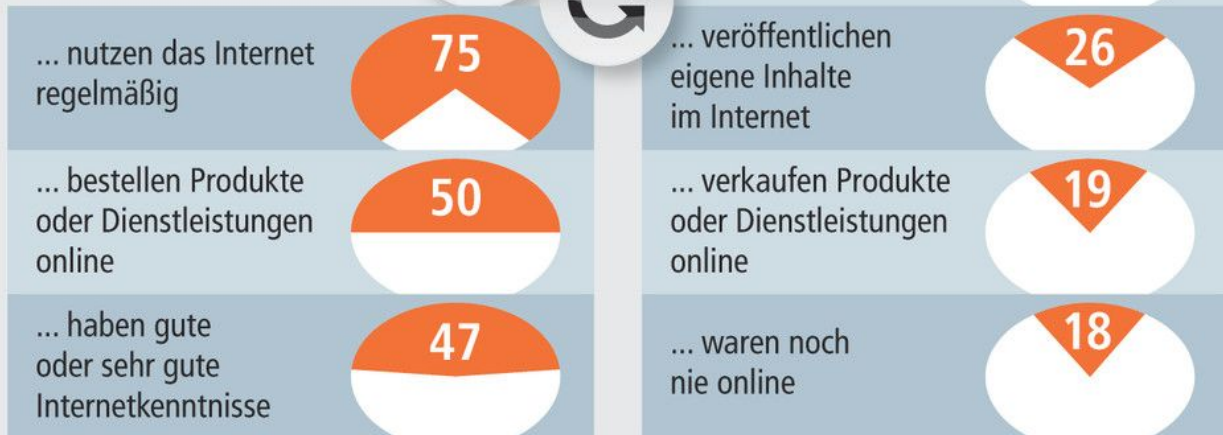 ... nutzen das Internet
regelmäßig
75
... bestellen Produkte
oder Dienstleistungen
online
50
... haben gute
oder sehr gute
Internetkenntnisse
47
... veröffentlichen
eigene Inhalte
im Internet
26
... verkaufen Produkte
oder Dienstleistungen
online
19
... waren noch
nie online
18